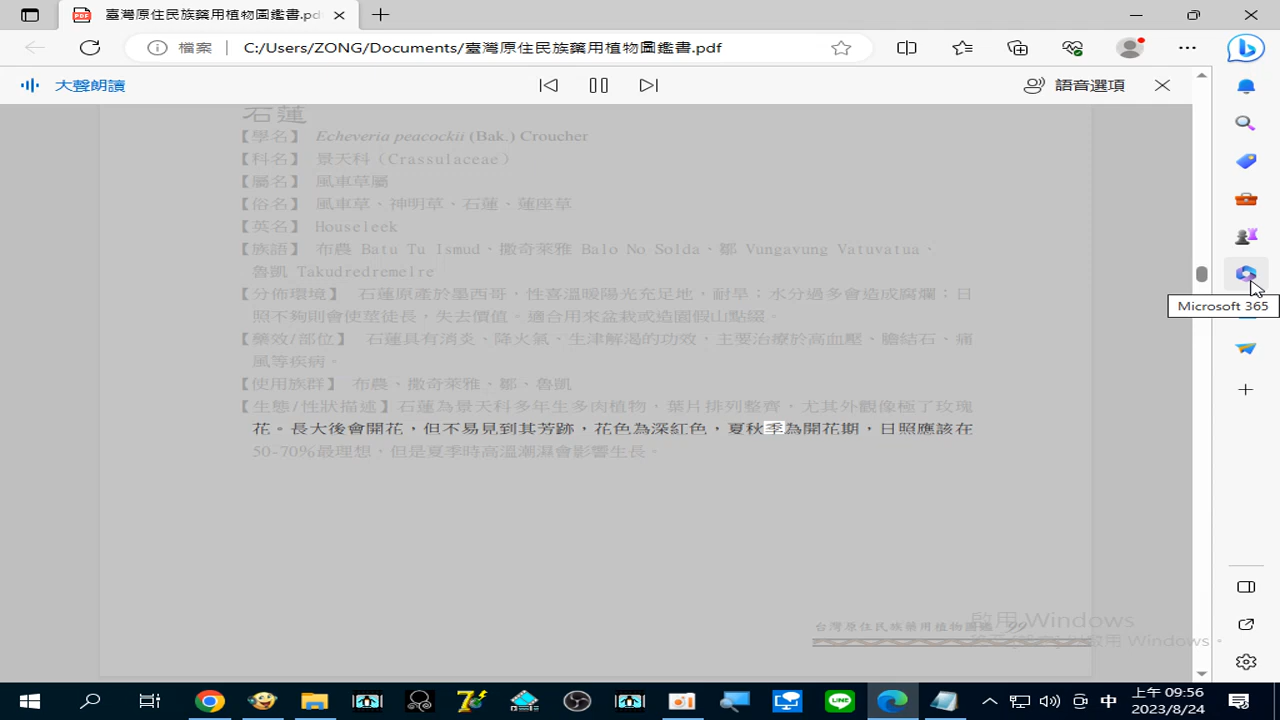 臺灣原住民族藥用植物圖鑑書.pd
檔案
C:/Users/ZONG/Documents/臺灣原住民族藥用植物圖鑑書.pdf
大聲朗讀
語音選項
石蓮
【學名】 Echeveria peacockii (Bak.) Croucher
【科名】 景天科（Crassulaceae）
【屬名】 風車草屬
【俗名】 風車草、神明草、石蓮、蓮座草
【英名】 Houseleek
【族語】 布農 Batu Tu Ismud、撒奇萊雅 Balo No Solda、鄒 Vungavung Vatuvatua、
魯凱 Takudredremelre
【分佈環境】 石蓮原產於墨西哥，性喜溫暖陽光充足地，耐旱；水分過多會造成腐爛；日
照不夠則會使莖徒長，失去價值。適合用來盆栽或造園假山點綴。
【藥效/部位】 石蓮具有消炎、降火氣、生津解渴的功效，主要治療於高血壓、膽結石、痛
風等疾病。
【使用族群】 布農、撒奇萊雅、鄒、魯凱
【生態/性狀描述】石蓮為景天科多年生多肉植物，葉片排列整齊，尤其外觀像極了玫瑰
花。長大後會開花，但不易見到其芳跡，花色為深紅色，夏秋季為開花期，日照應該在
50-70%最理想，但是夏季時高溫潮濕會影響生長。
Microsoft 365
啟用 Windows
台灣原住民族藥用植物圖鑑 99
啟用 Windows。
中
上午 09:56
2023/8/24